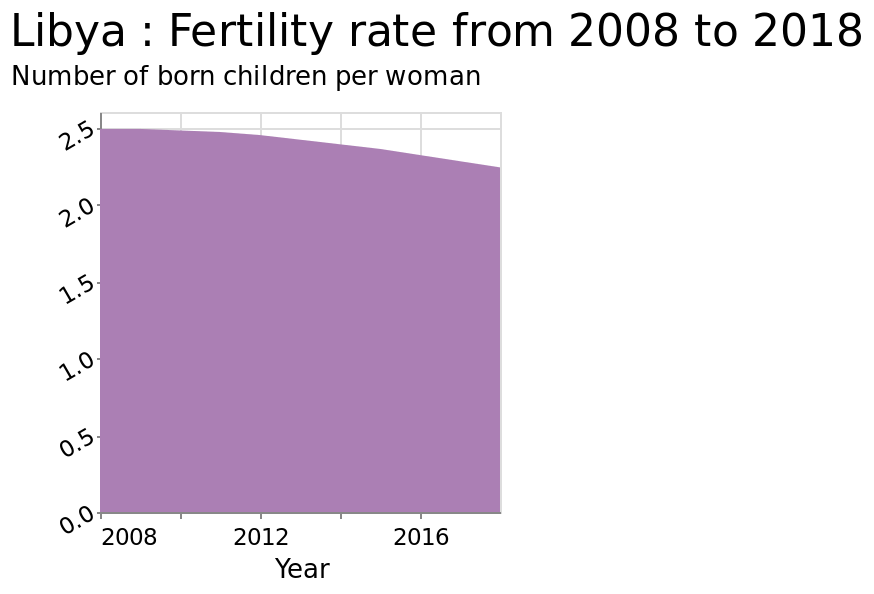 Libya : Fertility rate from 2008 to 2018
Number of born children per woman
2.5
2.0
1.5
1.0
0.5
0.0
2008 2012 2016
Year